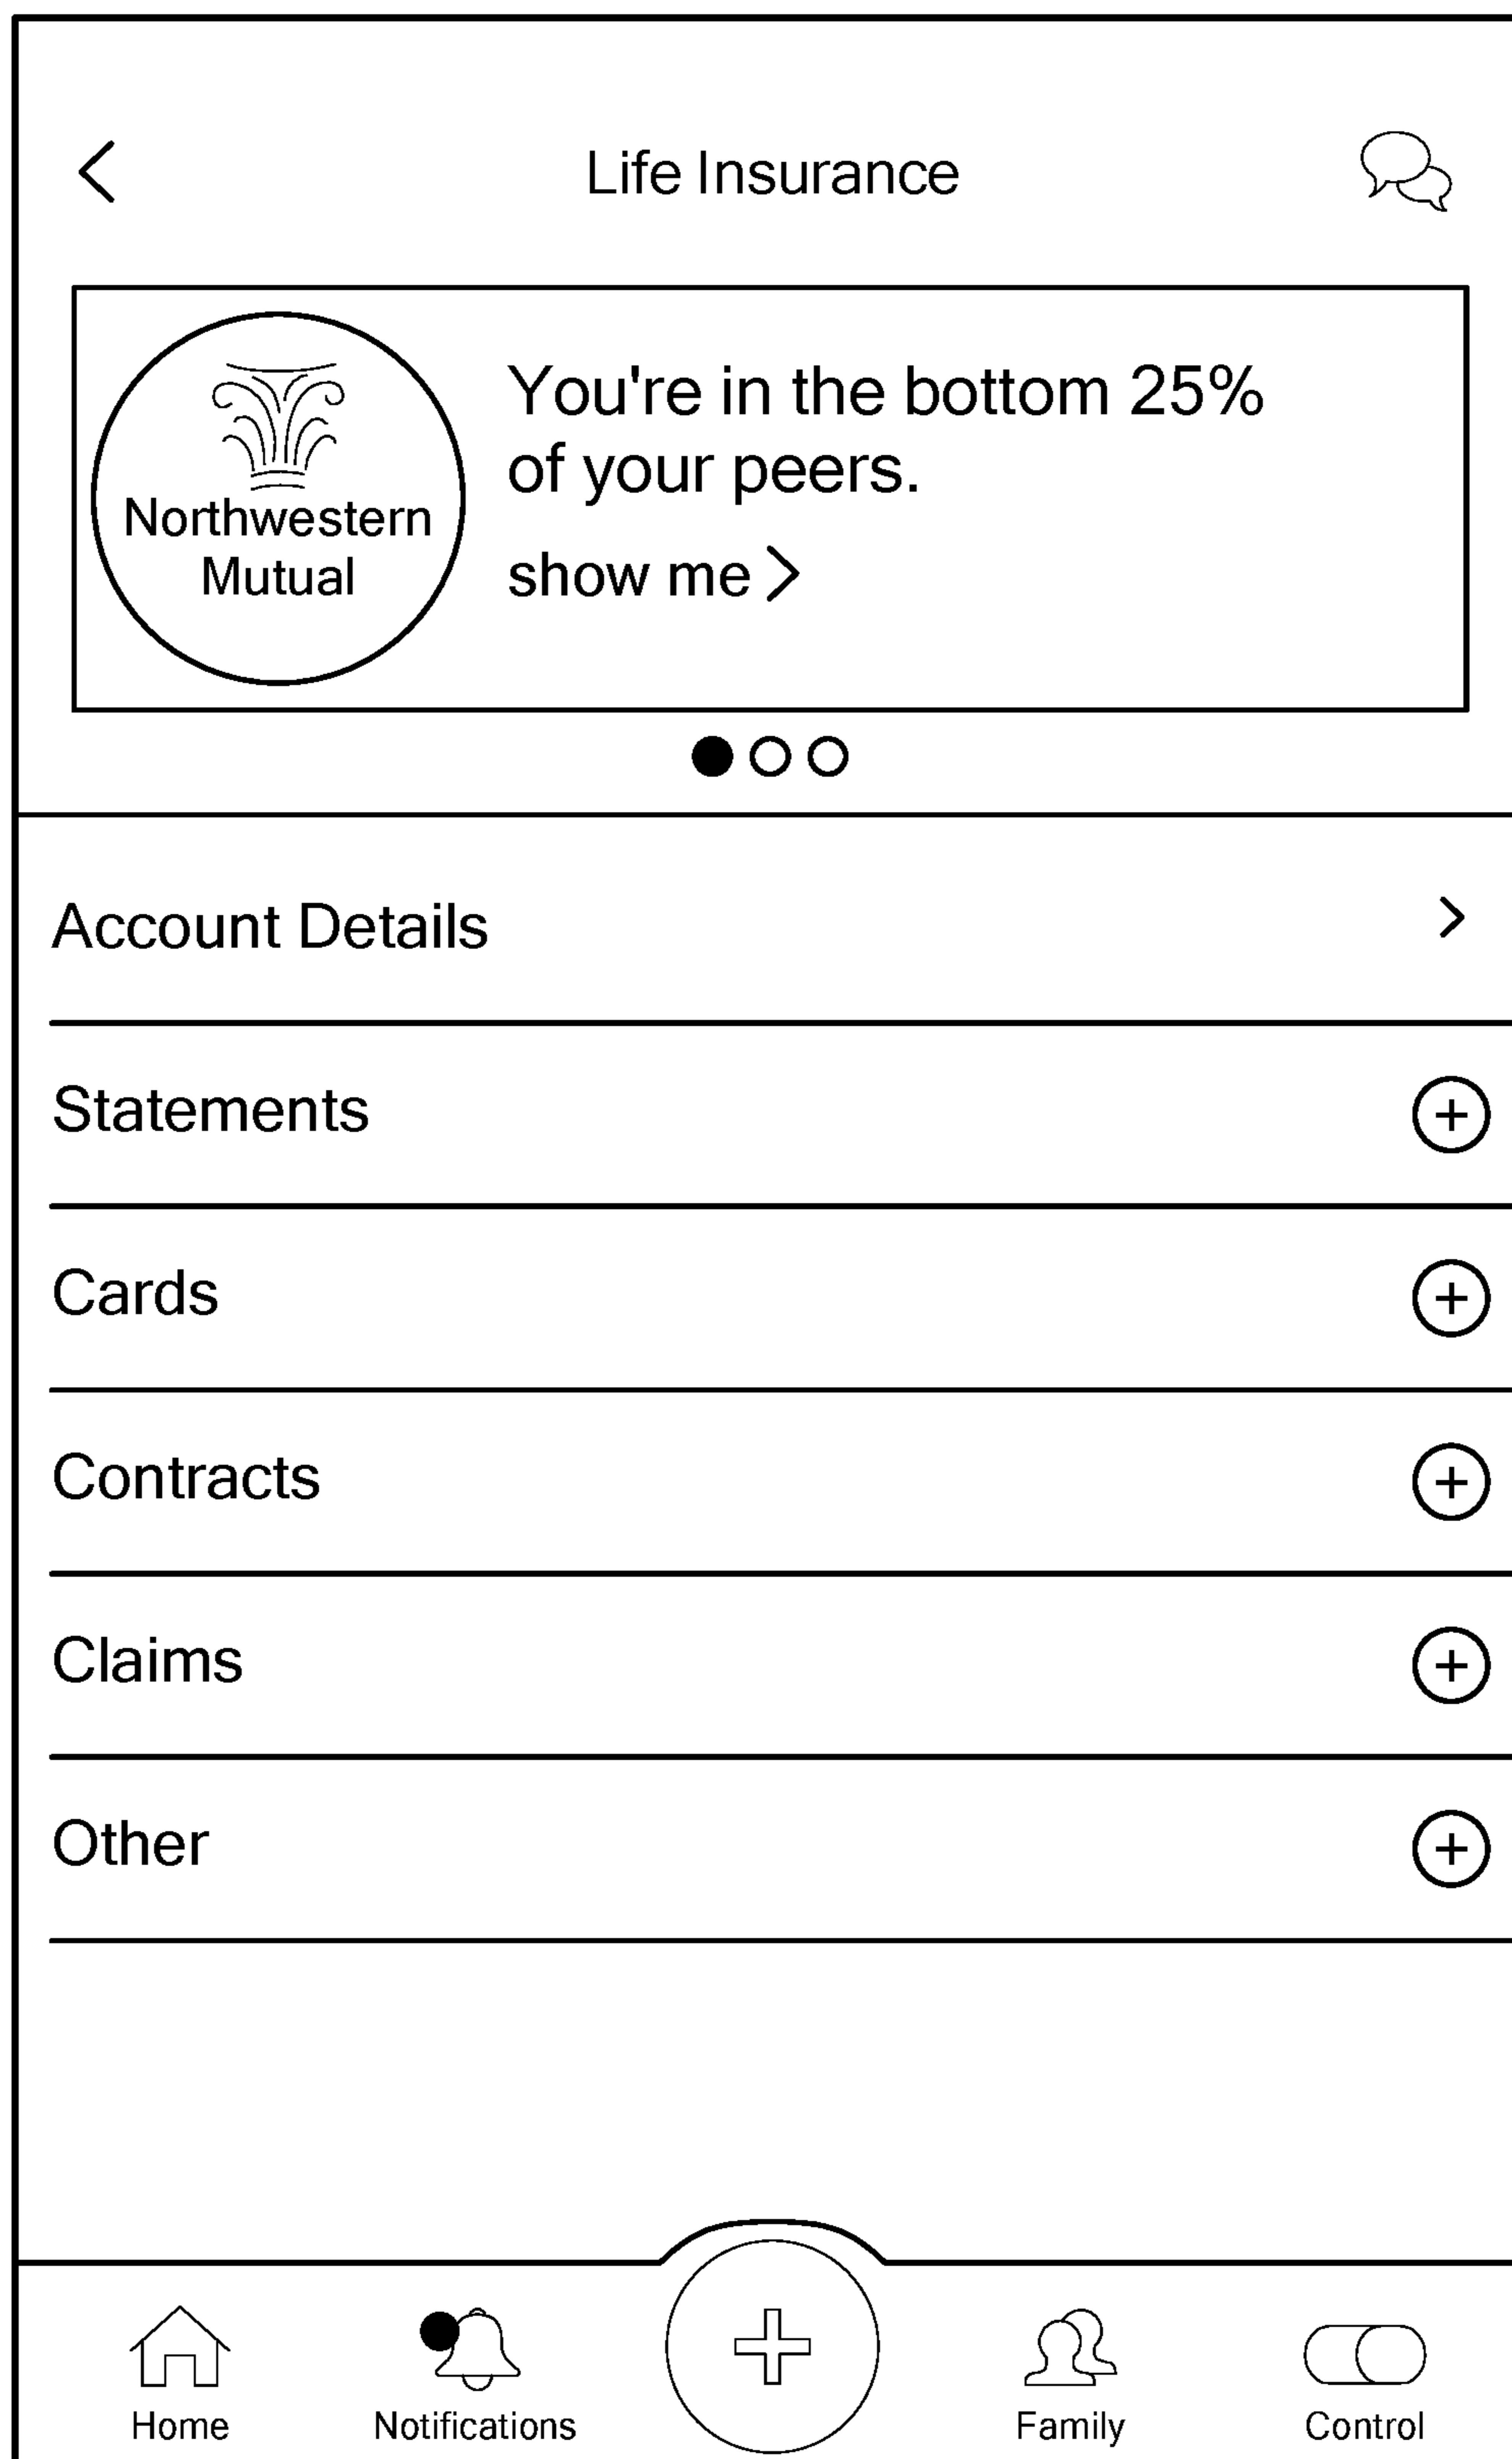 Life Insurance
You're in the bottom 25%
of your peers.
show me
Northwestern
Mutual
Account Details
Statements
Cards
Contracts
Claims
Other
Home
Notifications
Family
Control